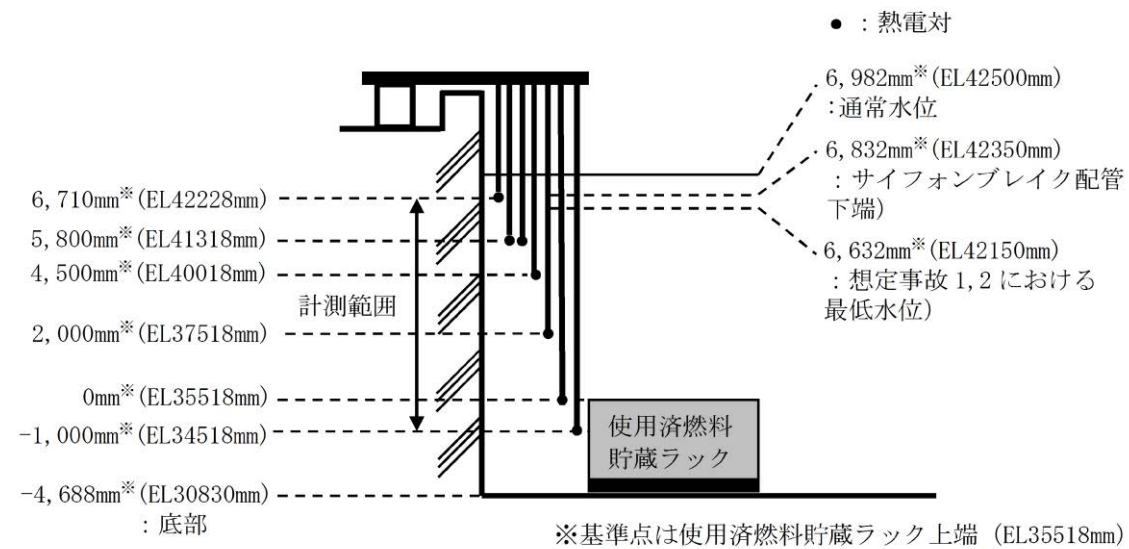 ● : 熱電対
6,982mm※(EL42500mm)
:通常水位
6,832mm※(EL42350mm)
: サイフォンブレイク配管
下端)
6,632mm※(EL42150mm)
: 想定事故 1,2 における
最低水位)
6,710mm※(EL42228mm)
5,800mm※(EL41318mm)
4,500mm※(EL40018mm)
計測範囲
2,000mm※(EL37518mm)
0mm※(EL35518mm)
-1,000mm※(EL34518mm)
使用済燃料
貯蔵ラック
-4,688mm※(EL30830mm)
: 底部
※基準点は使用済燃料貯蔵ラック上端 (EL35518mm)